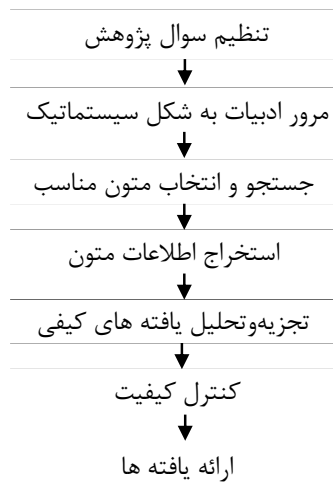 تنظیم سوال پژوهش
مرور ادبیات به شکل سیستماتیک
جستجو و انتخاب متون مناسب
استخراج اطلاعات متون
تجزیه‌وتحلیل یافته های کیفی
کنترل کیفیت
ارائه یافته ها